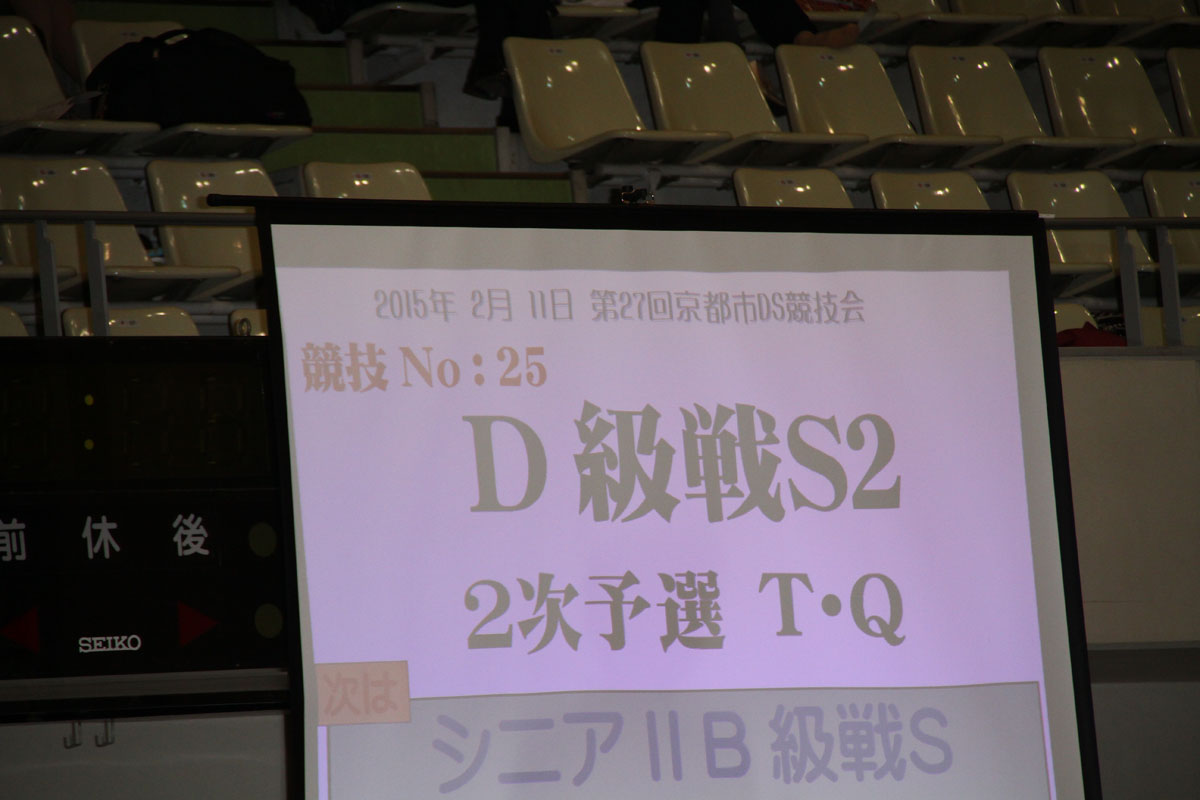 2015年 2月 11日 第27回京都市DS競技会
競技 No : 25
D 級戦S2
2次予選 T・Q
次は
シニア II B 級戦S
前 休 後
SEIKO